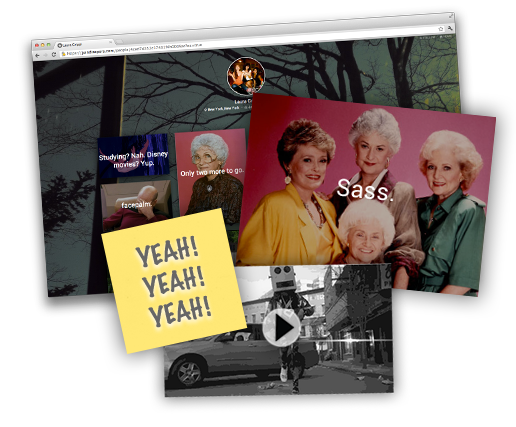 Laura
New York, New York
Studying? Nah. Disney
movies? Yup.
facepalm.
Only two more to go.
Sass.
YEAH!
YEAH!
YEAH!